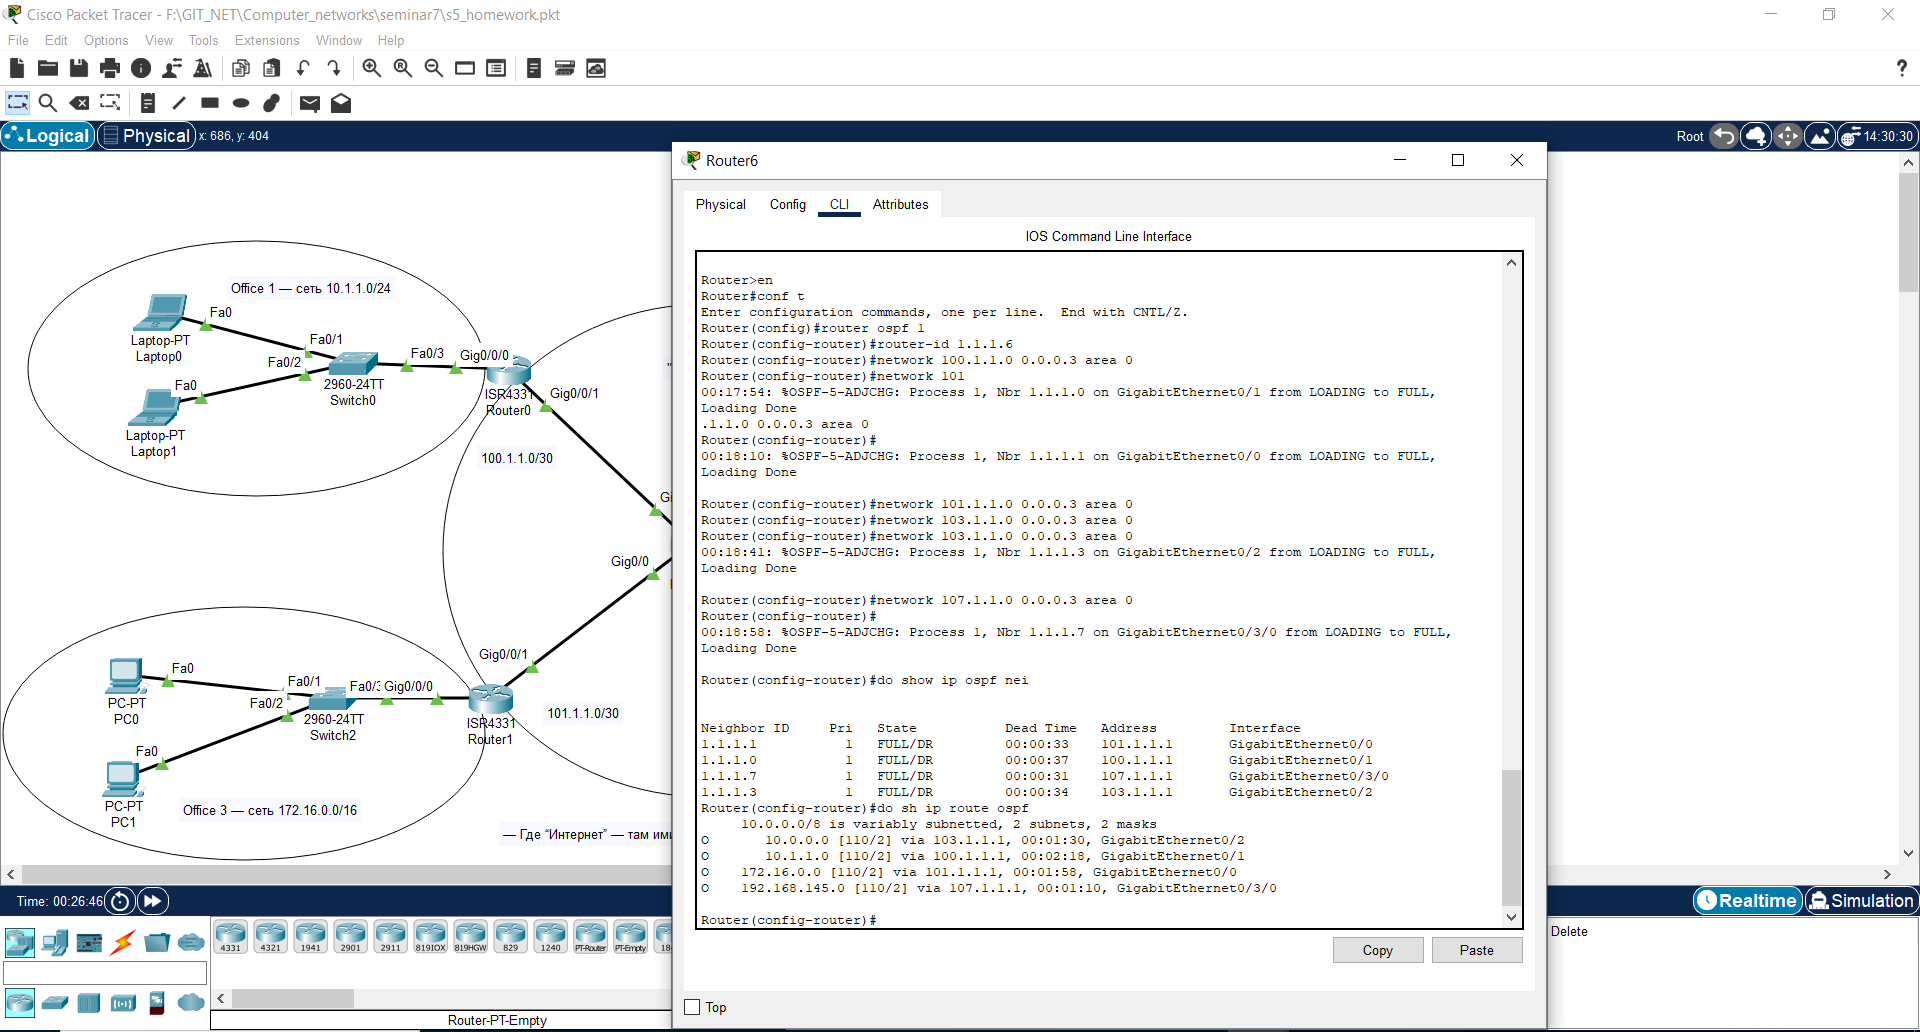 Cisco Packet Tracer - F:\GIT_NET\Computer_networks\seminar7\s5_homework.pkt
File Edit Options View Tools Extensions Window Help
?
Logical Physical x: 686, y: 404
Root 14:30:30
Office 1 — сеть 10.1.1.0/24
Fa0
Laptop-PT
Laptop0
Fa0/1
Fa0/2
Fa0/3
Gig0/0/0
2960-24TT
Switch0
Fa0
Laptop-PT
Laptop1
ISR4331
Router0
Gig0/0/1
100.1.1.0/30
Gi
Gig0/0
Gig0/0/1
Fa0
PC-PT
PC0
Fa0/1
Fa0/2
Fa0/3
Gig0/0/0
2960-24TT
Switch2
ISR4331
Router1
101.1.1.0/30
Fa0
PC-PT
PC1
Office 3 — сеть 172.16.0.0/16
— Где “Интернет” — там ими
Router6
Physical Config CLI Attributes
IOS Command Line Interface
Router>en
Router#conf t
Enter configuration commands, one per line.  End with CNTL/Z.
Router(config)#router ospf 1
Router(config-router)#router-id 1.1.1.6
Router(config-router)#network 100.1.1.0 0.0.0.3 area 0
Router(config-router)#network 101
00:17:54: %OSPF-5-ADJCHG: Process 1, Nbr 1.1.1.0 on GigabitEthernet0/1 from LOADING to FULL,
Loading Done
.1.1.0 0.0.0.3 area 0
Router(config-router)#
00:18:10: %OSPF-5-ADJCHG: Process 1, Nbr 1.1.1.1 on GigabitEthernet0/0 from LOADING to FULL,
Loading Done
Router(config-router)#network 101.1.1.0 0.0.0.3 area 0
Router(config-router)#network 103.1.1.0 0.0.0.3 area 0
Router(config-router)#network 103.1.1.0 0.0.0.3 area 0
00:18:41: %OSPF-5-ADJCHG: Process 1, Nbr 1.1.1.3 on GigabitEthernet0/2 from LOADING to FULL,
Loading Done
Router(config-router)#network 107.1.1.0 0.0.0.3 area 0
Router(config-router)#
00:18:58: %OSPF-5-ADJCHG: Process 1, Nbr 1.1.1.7 on GigabitEthernet0/3/0 from LOADING to FULL,
Loading Done
Router(config-router)#do show ip ospf nei
Neighbor ID     Pri   State           Dead Time   Address         Interface
1.1.1.1           1   FULL/DR         00:00:33    101.1.1.1       GigabitEthernet0/0
1.1.1.0           1   FULL/DR         00:00:37    100.1.1.1       GigabitEthernet0/1
1.1.1.7           1   FULL/DR         00:00:31    107.1.1.1       GigabitEthernet0/3/0
1.1.1.3           1   FULL/DR         00:00:34    103.1.1.1       GigabitEthernet0/2
Router(config-router)#do sh ip route ospf
     10.0.0.0/8 is variably subnetted, 2 subnets, 2 masks
O       10.0.0.0 [110/2] via 103.1.1.1, 00:01:30, GigabitEthernet0/2
O       10.1.1.0 [110/2] via 100.1.1.1, 00:02:18, GigabitEthernet0/1
O    172.16.0.0 [110/2] via 101.1.1.1, 00:01:58, GigabitEthernet0/0
O    192.168.145.0 [110/2] via 107.1.1.1, 00:01:10, GigabitEthernet0/3/0
Router(config-router)#
Copy Paste
Top
Time: 00:26:46
Realtime Simulation
4331 4321 1941 2901 2911 819IOX 819HGW 829 1240 PT-Router PT-Empty 18
Router-PT-Empty
Delete